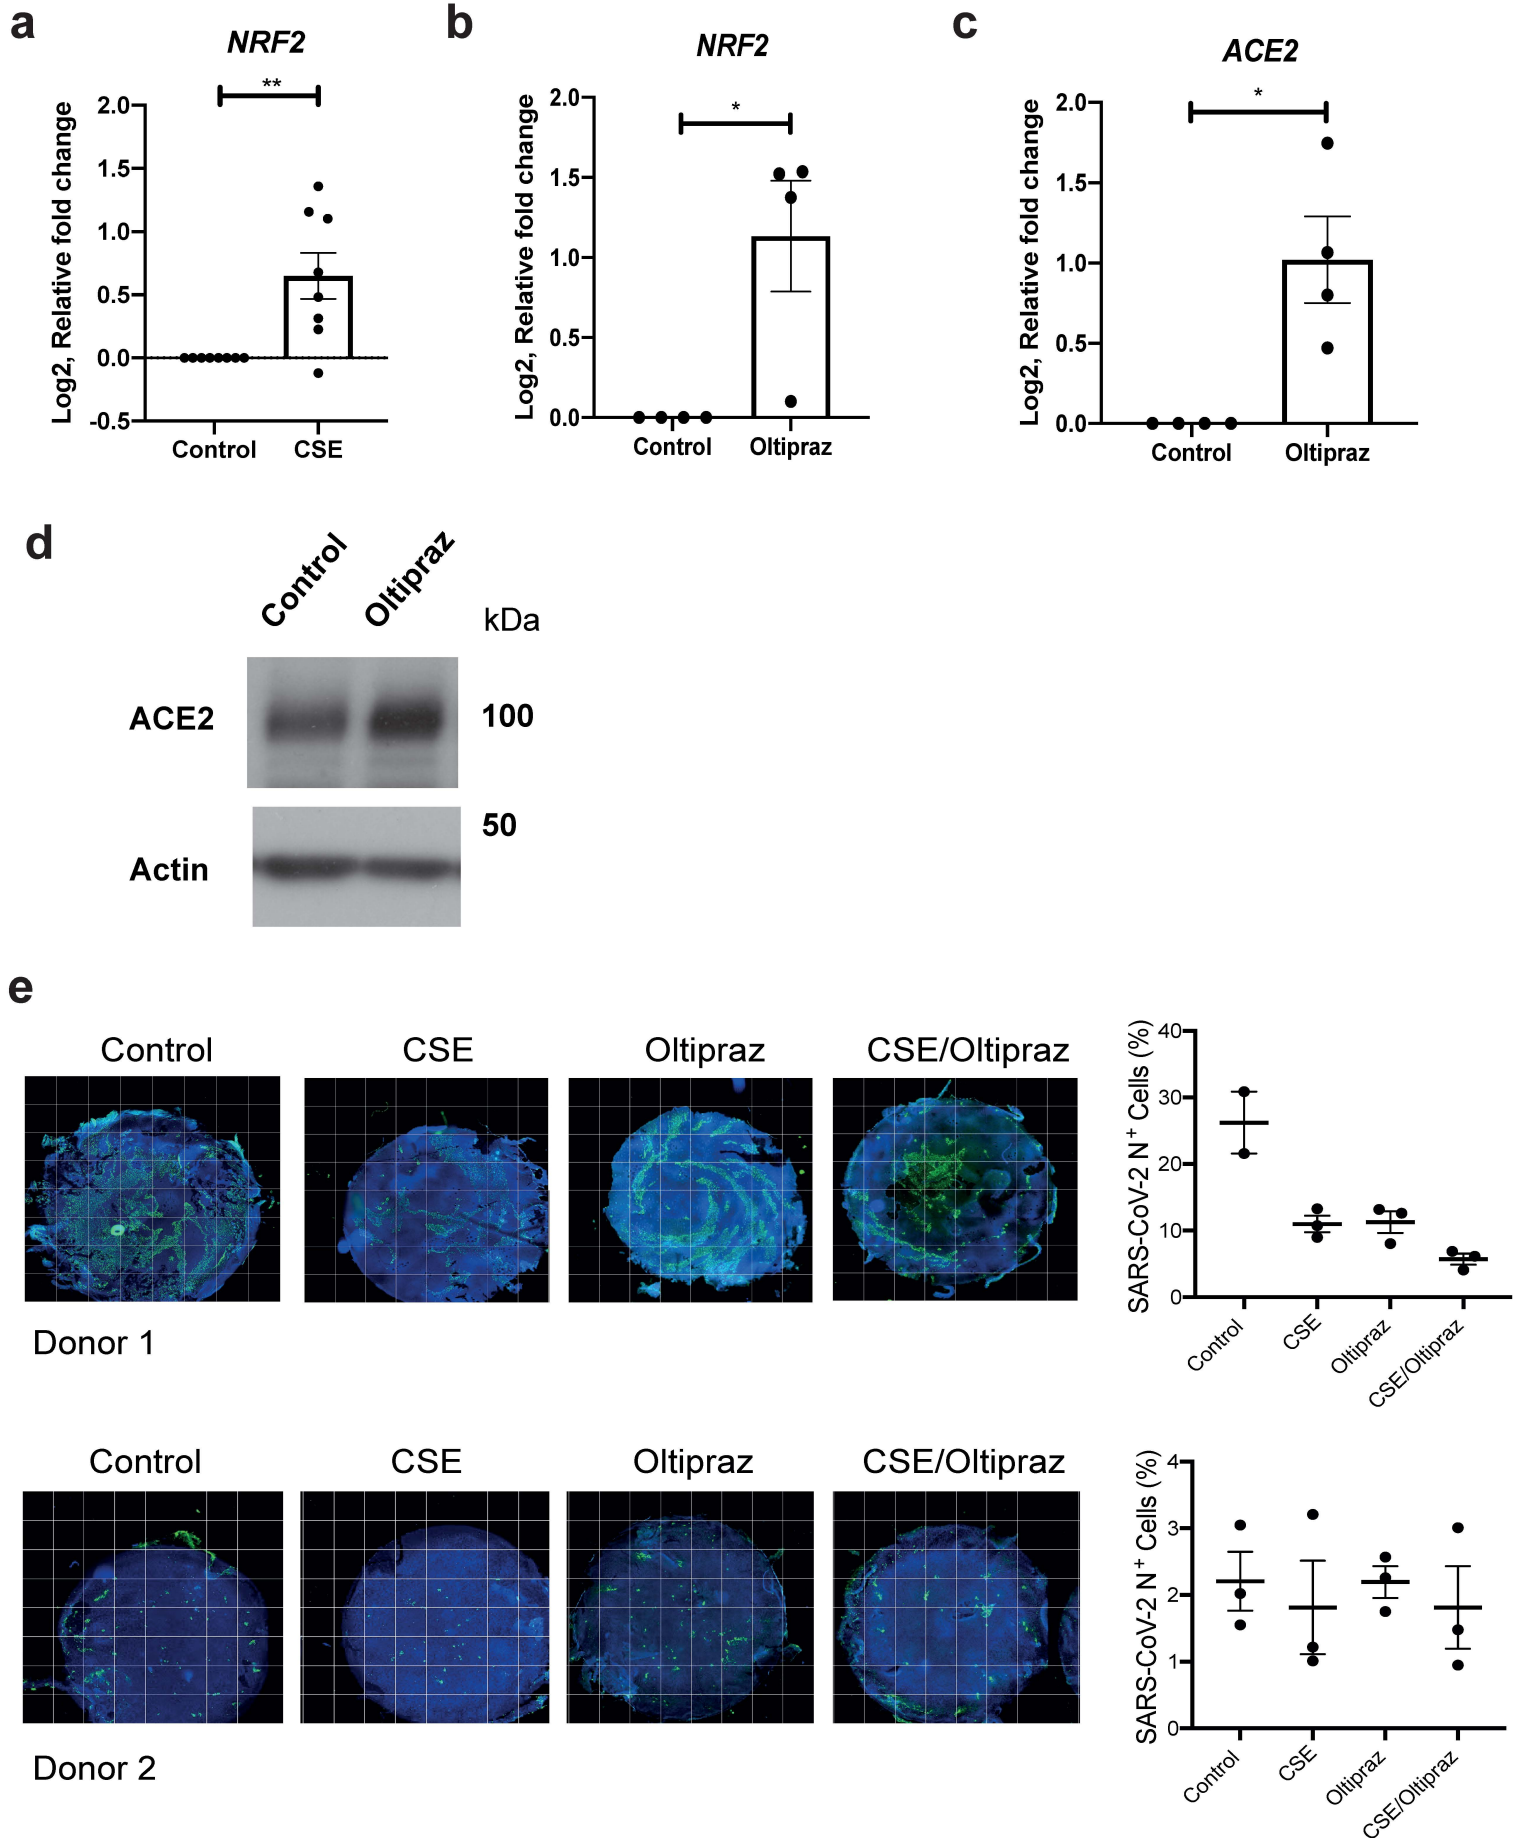 a
NRF2
**
Log2, Relative fold change
2.0
1.5
1.0
0.5
0.0
-0.5
Control CSE
b
NRF2
*
Log2, Relative fold change
2.0
1.5
1.0
0.5
0.0
Control Oltipraz
c
ACE2
*
Log2, Relative fold change
2.0
1.5
1.0
0.5
0.0
Control Oltipraz
d
Control Oltipraz
kDa
ACE2 100
50
Actin
e
Control CSE Oltipraz CSE/Oltipraz
Donor 1
SARS-CoV-2 N⁺ Cells (%)
40
30
20
10
0
Control
CSE
Oltipraz
CSE/Oltipraz
Control CSE Oltipraz CSE/Oltipraz
Donor 2
SARS-CoV-2 N⁺ Cells (%)
4
3
2
1
0
Control
CSE
Oltipraz
CSE/Oltipraz